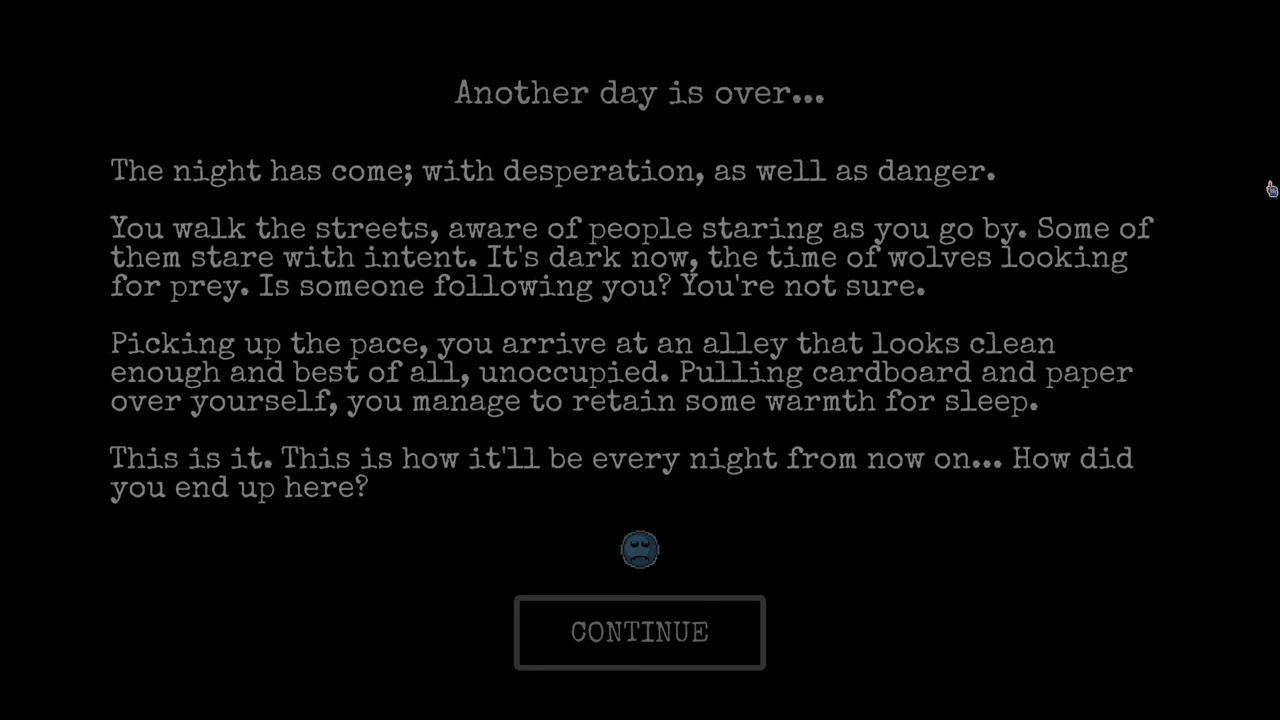 Another day is over...
The night has come; with desperation, as well as danger.
You walk the streets, aware of people staring as you go by. Some of
them stare with intent. It's dark now, the time of wolves looking
for prey. Is someone following you? You're not sure.
Picking up the pace, you arrive at an alley that looks clean
enough and best of all, unoccupied. Pulling cardboard and paper
over yourself, you manage to retain some warmth for sleep.
This is it. This is how it'll be every night from now on... How did
you end up here?
CONTINUE